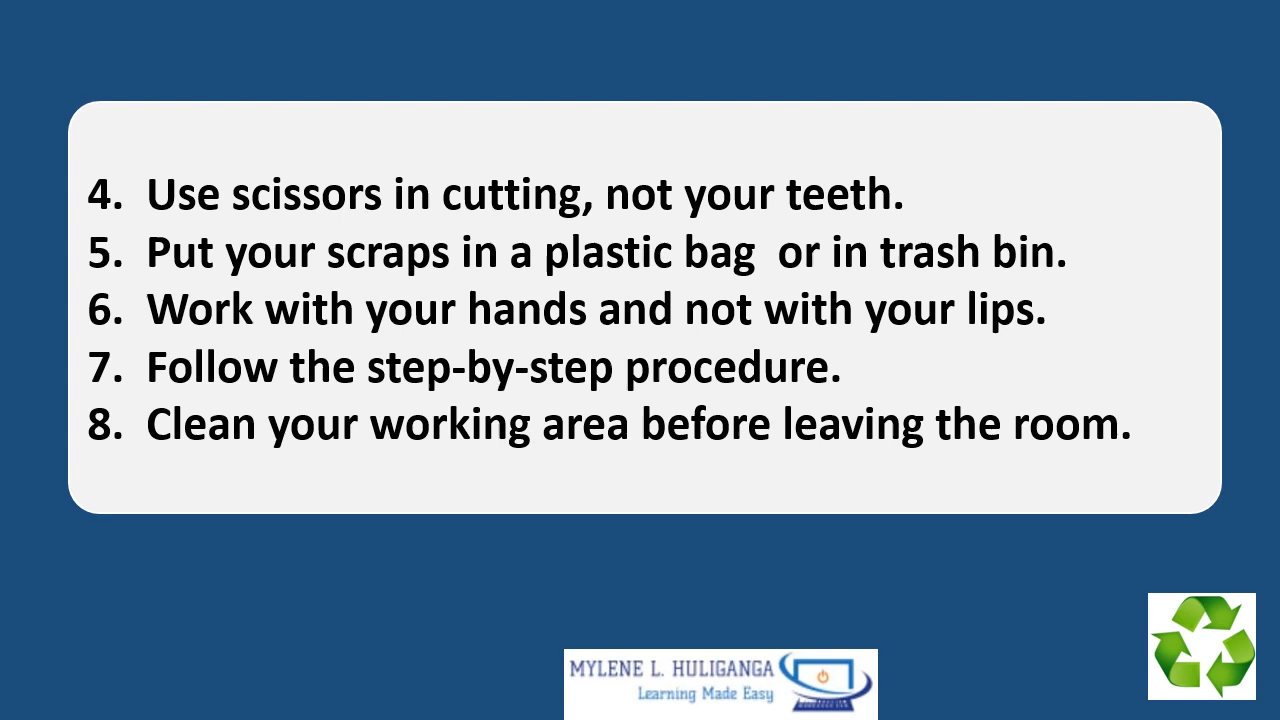 4. Use scissors in cutting, not your teeth.
5. Put your scraps in a plastic bag  or in trash bin.
6. Work with your hands and not with your lips.
7. Follow the step-by-step procedure.
8. Clean your working area before leaving the room.
MYLENE L. HULIGANGA
Learning Made Easy